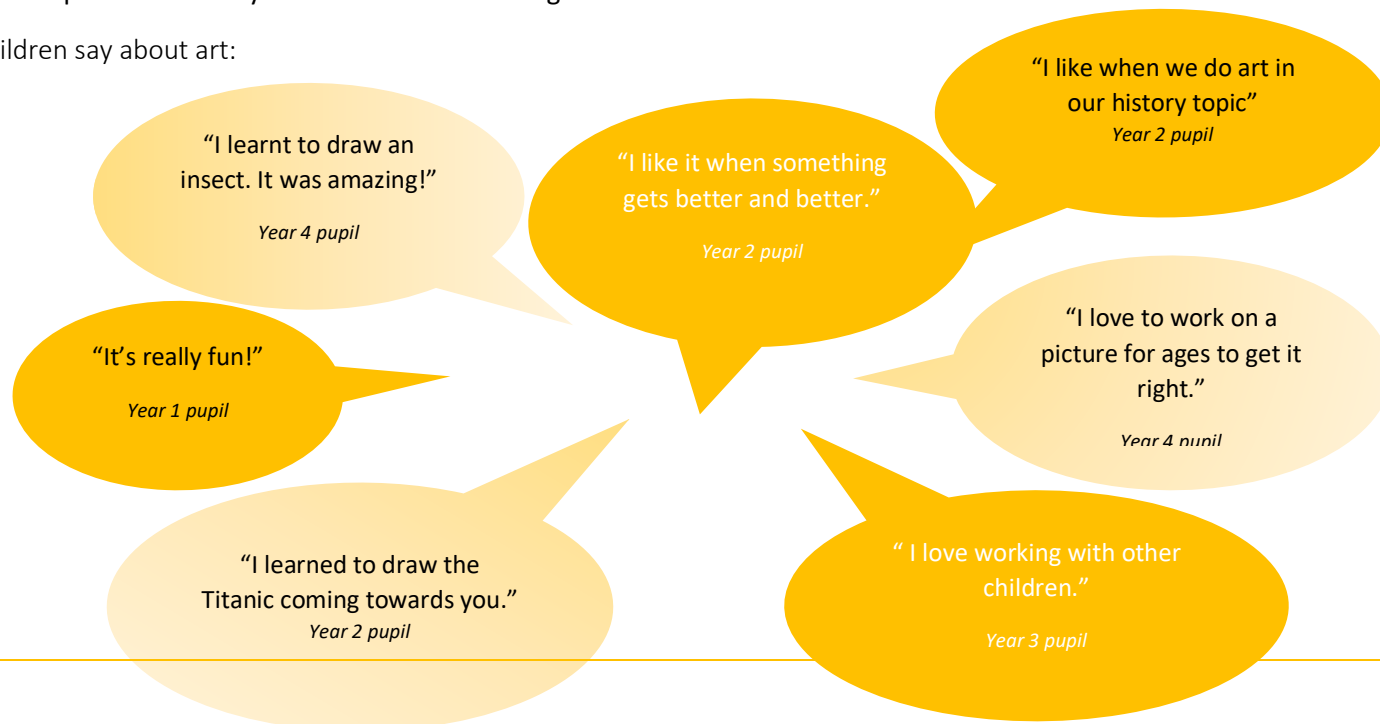 ildren say about art:
“I like when we do art in
our history topic”
Year 2 pupil
“I learnt to draw an
insect. It was amazing!”
Year 4 pupil
“I like it when something
gets better and better.”
Year 2 pupil
“It’s really fun!”
Year 1 pupil
“I love to work on a
picture for ages to get it
right.”
Year 4 pupil
“I learned to draw the
Titanic coming towards you.”
Year 2 pupil
“ I love working with other
children.”
Year 3 pupil